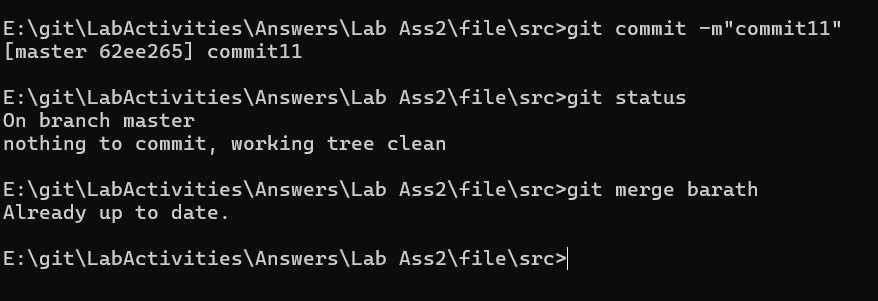 E:\git\LabActivities\Answers\Lab Ass2\file\src>git commit -m"commit11"
[master 62ee265] commit11
E:\git\LabActivities\Answers\Lab Ass2\file\src>git status
On branch master
nothing to commit, working tree clean
E:\git\LabActivities\Answers\Lab Ass2\file\src>git merge barath
Already up to date.
E:\git\LabActivities\Answers\Lab Ass2\file\src>